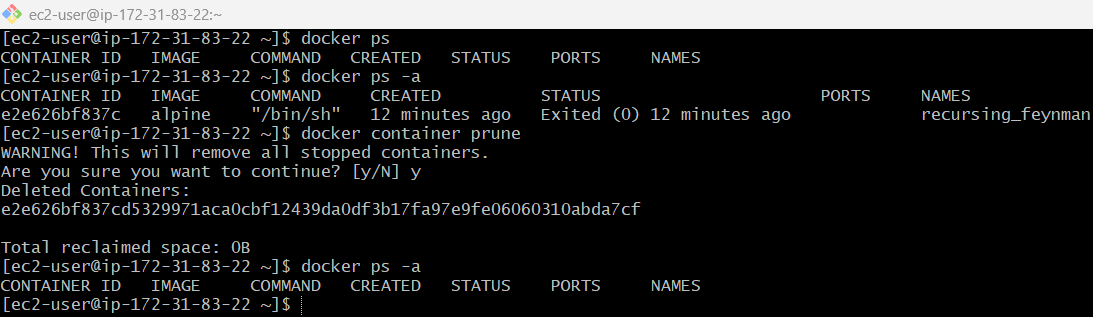 ec2-user@ip-172-31-83-22:~
[ec2-user@ip-172-31-83-22 ~]$ docker ps
CONTAINER ID   IMAGE     COMMAND   CREATED   STATUS    PORTS     NAMES
[ec2-user@ip-172-31-83-22 ~]$ docker ps -a
CONTAINER ID   IMAGE     COMMAND     CREATED          STATUS                      PORTS     NAMES
e2e626bf837c   alpine    "/bin/sh"   12 minutes ago   Exited (0) 12 minutes ago             recursing_feynman
[ec2-user@ip-172-31-83-22 ~]$ docker container prune
WARNING! This will remove all stopped containers.
Are you sure you want to continue? [y/N] y
Deleted Containers:
e2e626bf837cd5329971aca0cbf12439da0df3b17fa97e9fe06060310abda7cf
Total reclaimed space: 0B
[ec2-user@ip-172-31-83-22 ~]$ docker ps -a
CONTAINER ID   IMAGE     COMMAND   CREATED   STATUS    PORTS     NAMES
[ec2-user@ip-172-31-83-22 ~]$